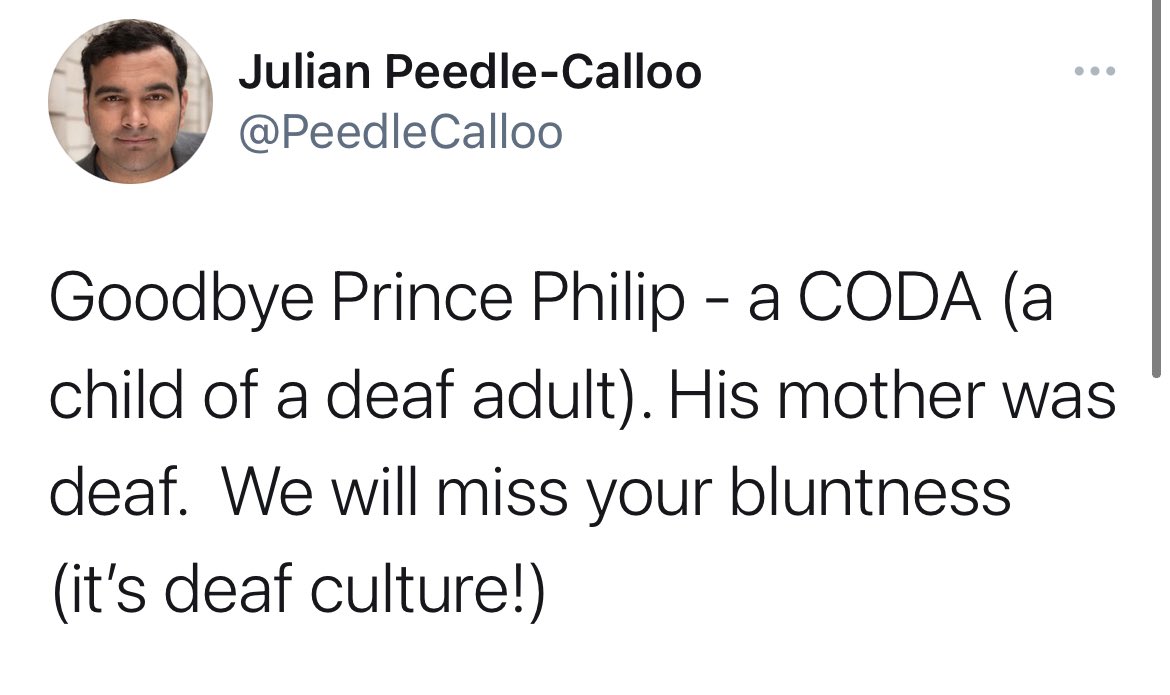 Julian Peedle-Calloo
@PeedleCalloo
Goodbye Prince Philip - a CODA (a
child of a deaf adult). His mother was
deaf.  We will miss your bluntness
(it’s deaf culture!)